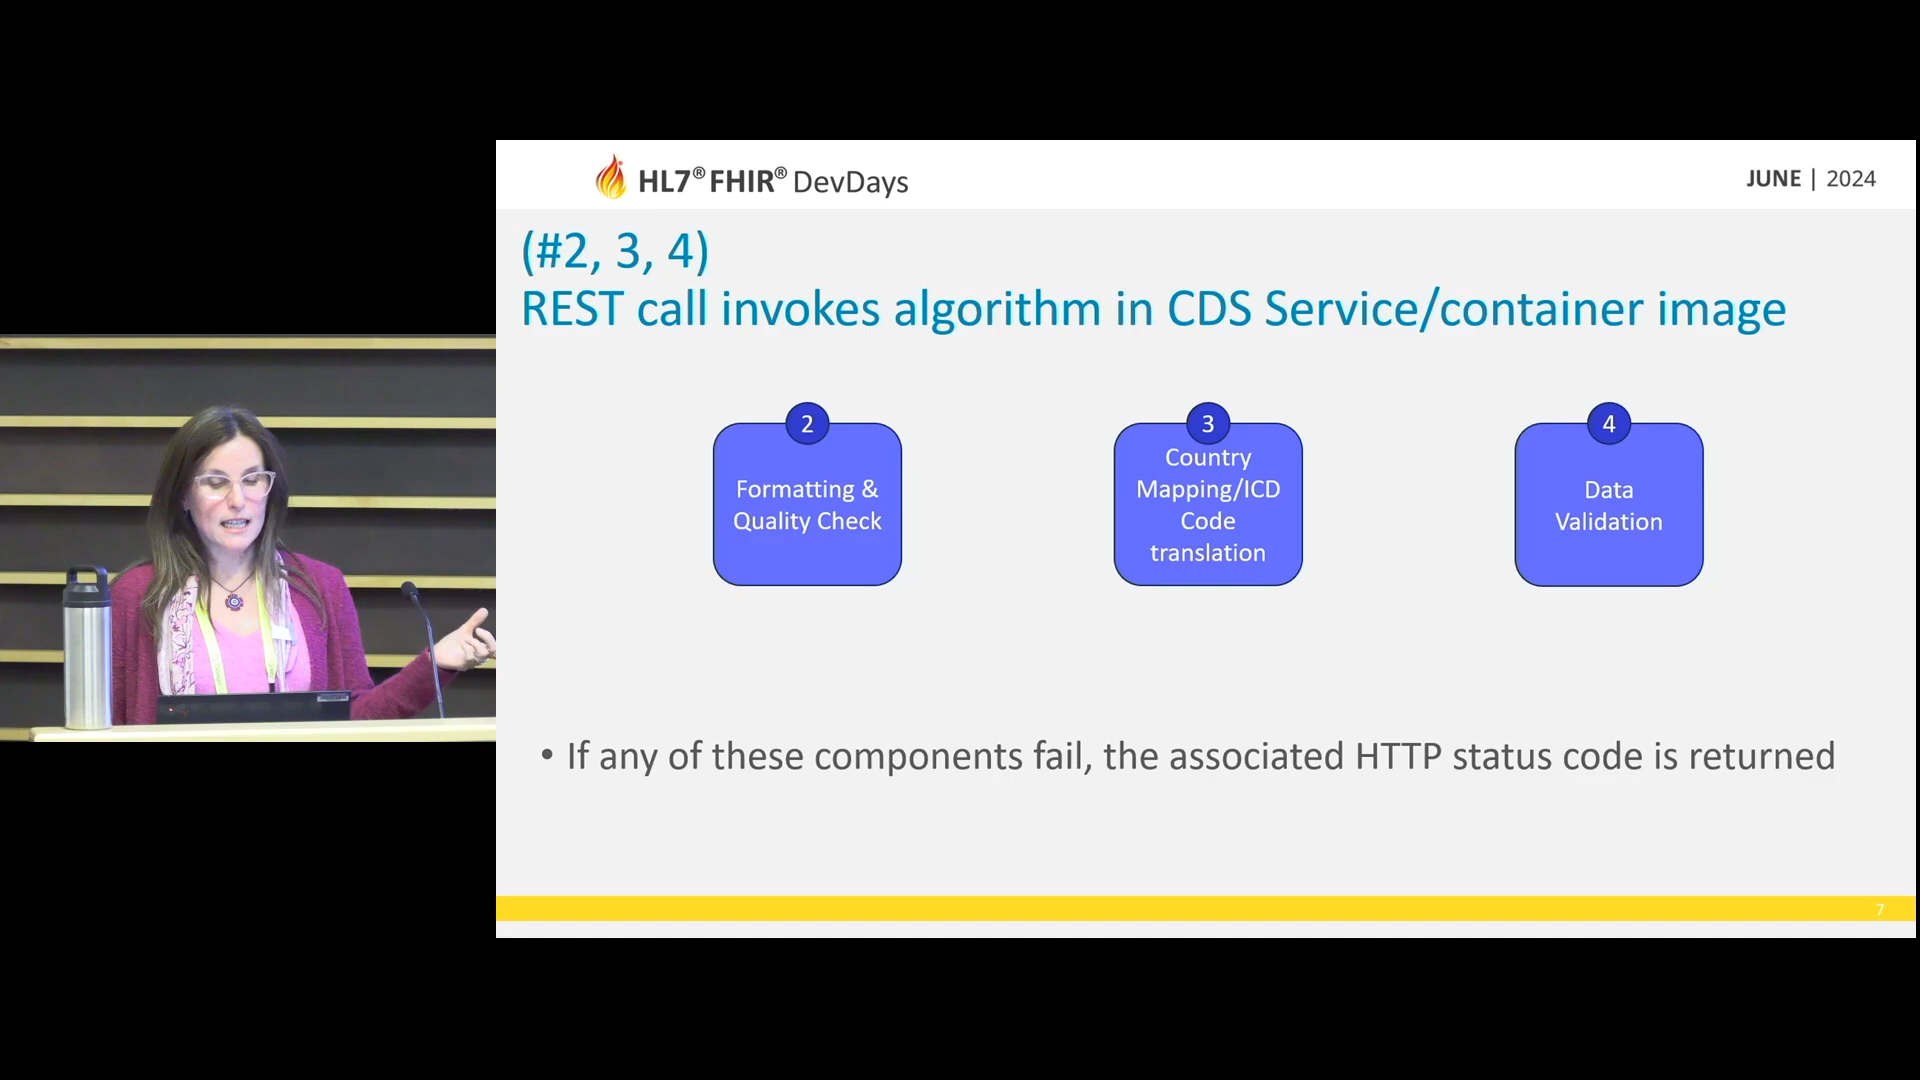 HL7® FHIR® DevDays
JUNE | 2024
(#2, 3, 4)
REST call invokes algorithm in CDS Service/container image
2
Formatting &
Quality Check
3
Country
Mapping/ICD
Code
translation
4
Data
Validation
• If any of these components fail, the associated HTTP status code is returned
7